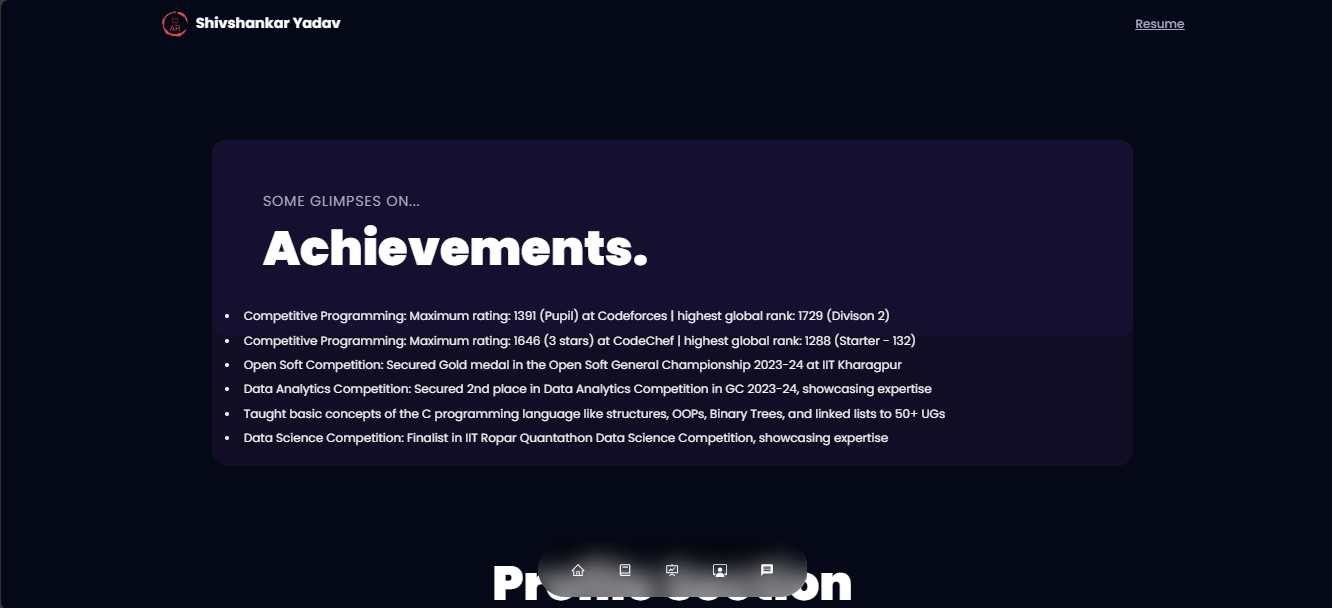 Shivshankar Yadav
Resume
SOME GLIMPSES ON...
Achievements.
• Competitive Programming: Maximum rating: 1391 (Pupil) at Codeforces | highest global rank: 1729 (Divison 2)
• Competitive Programming: Maximum rating: 1646 (3 stars) at CodeChef | highest global rank: 1288 (Starter - 132)
• Open Soft Competition: Secured Gold medal in the Open Soft General Championship 2023-24 at IIT Kharagpur
• Data Analytics Competition: Secured 2nd place in Data Analytics Competition in GC 2023-24, showcasing expertise
• Taught basic concepts of the C programming language like structures, OOPs, Binary Trees, and linked lists to 50+ UGs
• Data Science Competition: Finalist in IIT Ropar Quantathon Data Science Competition, showcasing expertise